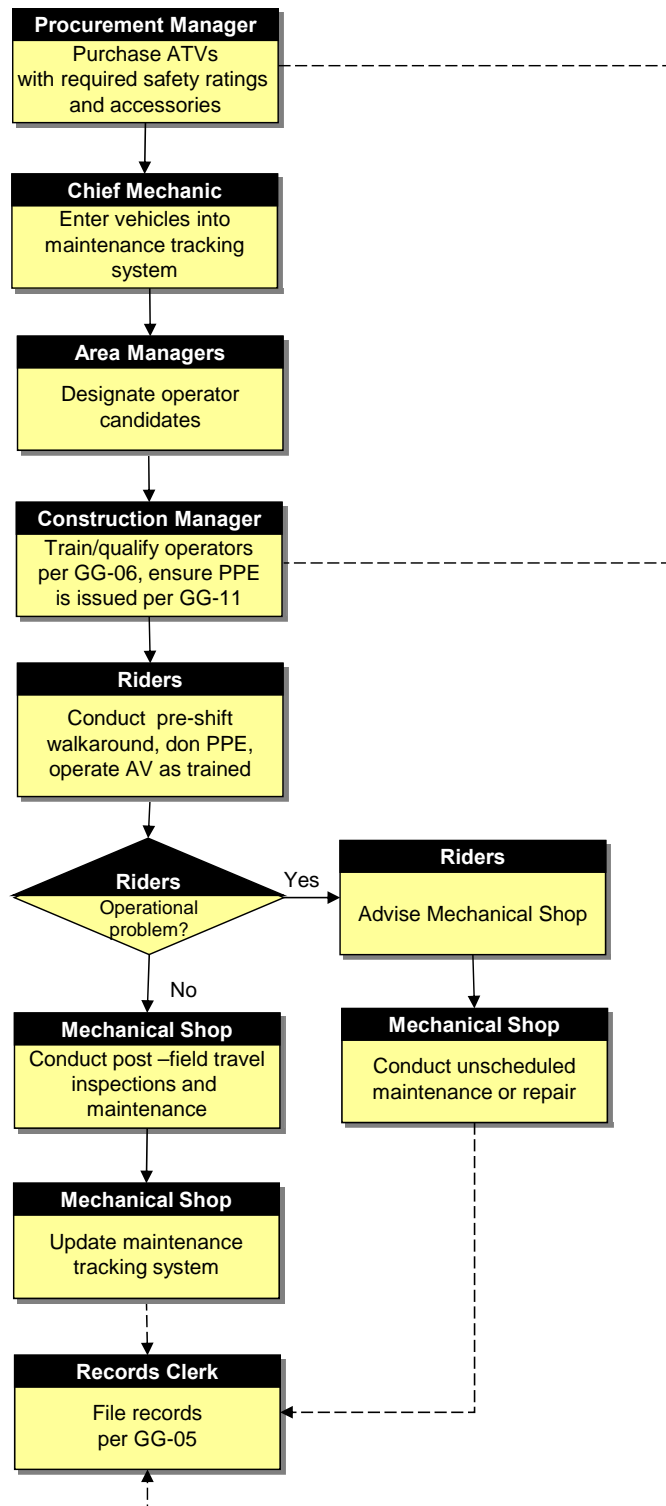 Procurement Manager
Purchase ATVs
with required safety ratings
and accessories
Chief Mechanic
Enter vehicles into
maintenance tracking
system
Area Managers
Designate operator
candidates
Construction Manager
Train/qualify operators
per GG-06, ensure PPE
is issued per GG-11
Riders
Conduct pre-shift
walkaround, don PPE,
operate AV as trained
Riders
Operational
problem?
Yes
Riders
Advise Mechanical Shop
No
Mechanical Shop
Conduct post –field travel
inspections and
maintenance
Mechanical Shop
Conduct unscheduled
maintenance or repair
Mechanical Shop
Update maintenance
tracking system
Records Clerk
File records
per GG-05